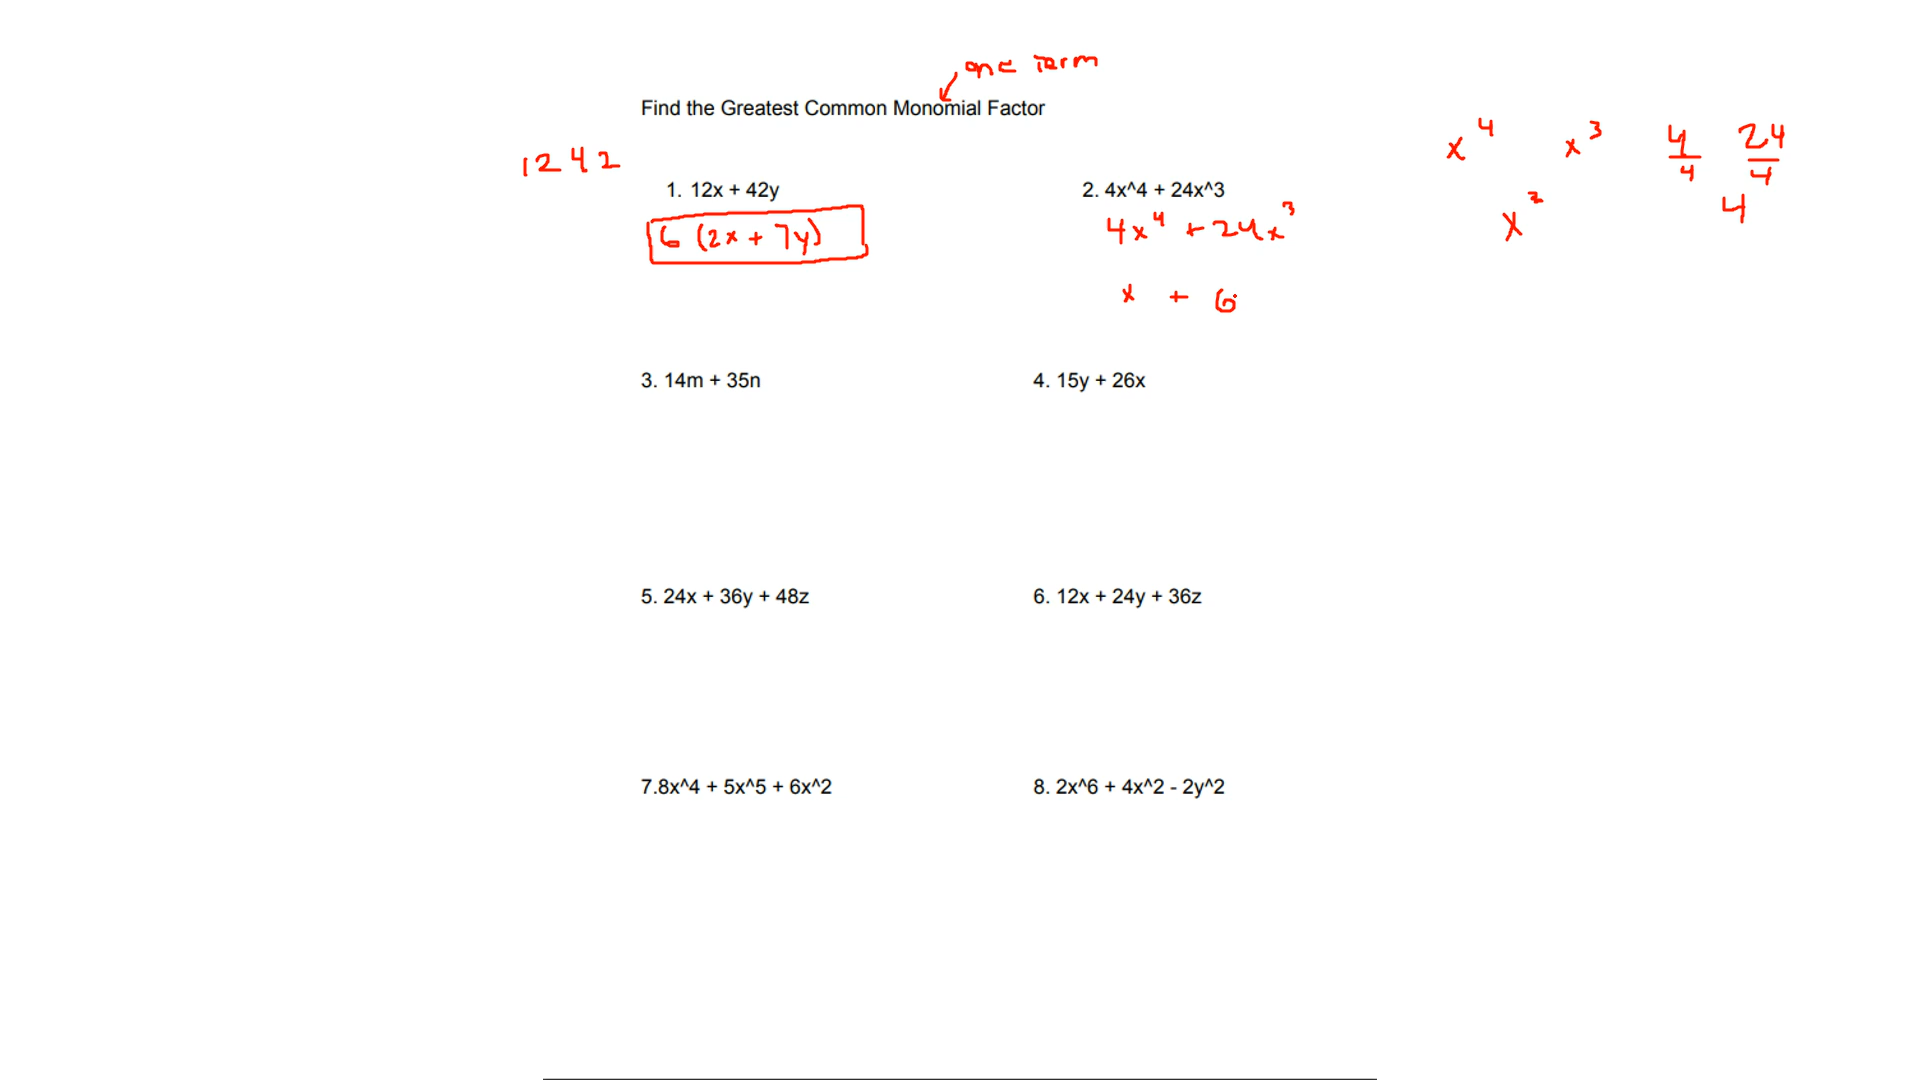 one term
Find the Greatest Common Monomial Factor
12 42
x^4 x^3 4/4 24/4
1. 12x + 42y
2. 4x^4 + 24x^3
x^3 4
6 (2x + 7y)
4x^4 + 24x^3
x + 6
3. 14m + 35n
4. 15y + 26x
5. 24x + 36y + 48z
6. 12x + 24y + 36z
7.8x^4 + 5x^5 + 6x^2
8. 2x^6 + 4x^2 - 2y^2